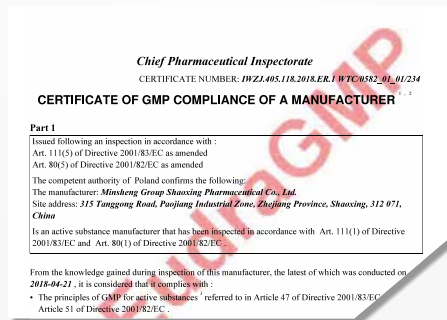 Chief Pharmaceutical Inspectorate
CERTIFICATE NUMBER: IWZJ.405.118.2018.ER.1 WTC/0582_01_01/234
CERTIFICATE OF GMP COMPLIANCE OF A MANUFACTURER 1 , 2
Part 1
Issued following an inspection in accordance with :
Art. 111(5) of Directive 2001/83/EC as amended
Art. 80(5) of Directive 2001/82/EC as amended
The competent authority of Poland confirms the following:
The manufacturer: Minsheng Group Shaoxing Pharmaceutical Co., Ltd.
Site address: 315 Tanggong Road, Paojiang Industrial Zone, Zhejiang Province, Shaoxing, 312 071,
China
Is an active substance manufacturer that has been inspected in accordance with Art. 111(1) of Directive
2001/83/EC and Art. 80(1) of Directive 2001/82/EC .
From the knowledge gained during inspection of this manufacturer, the latest of which was conducted on
2018-04-21 , it is considered that it complies with :
• The principles of GMP for active substances referred to in Article 47 of Directive 2001/83/EC
Article 51 of Directive 2001/82/EC .
EudraGMP